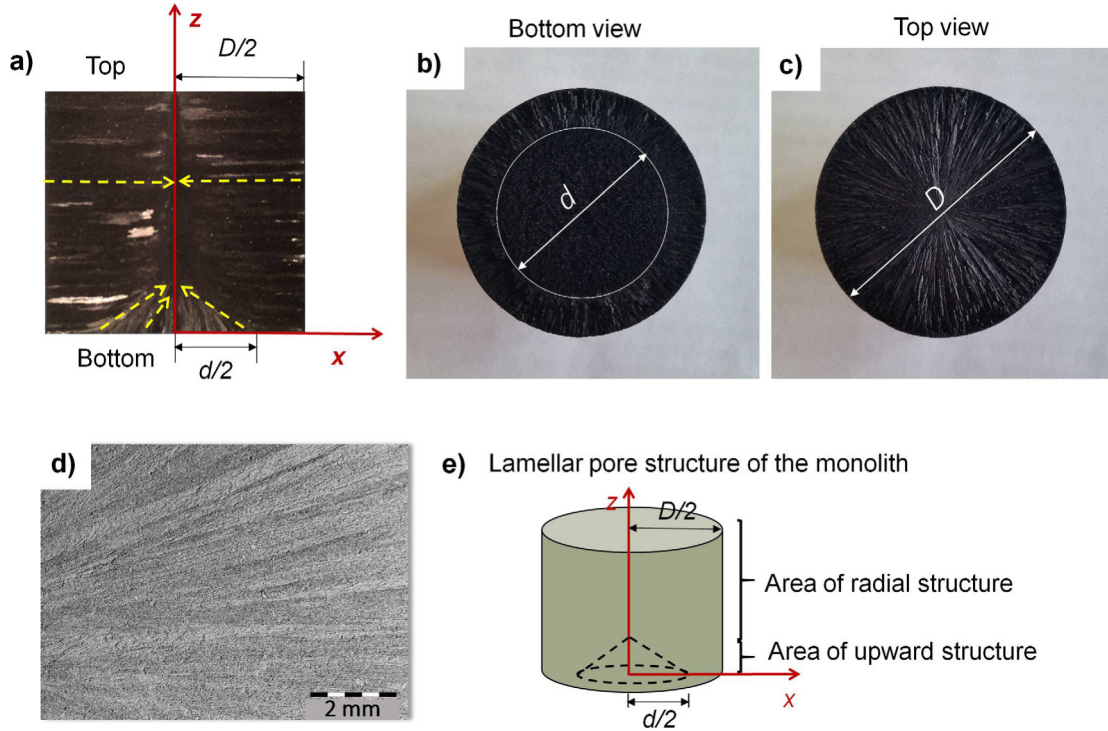 a)
z
D/2
Top
Bottom
x
d/2
Bottom view
b)
d
Top view
c)
D
d)
2 mm
e) Lamellar pore structure of the monolith
z
D/2
Area of radial structure
Area of upward structure
x
d/2